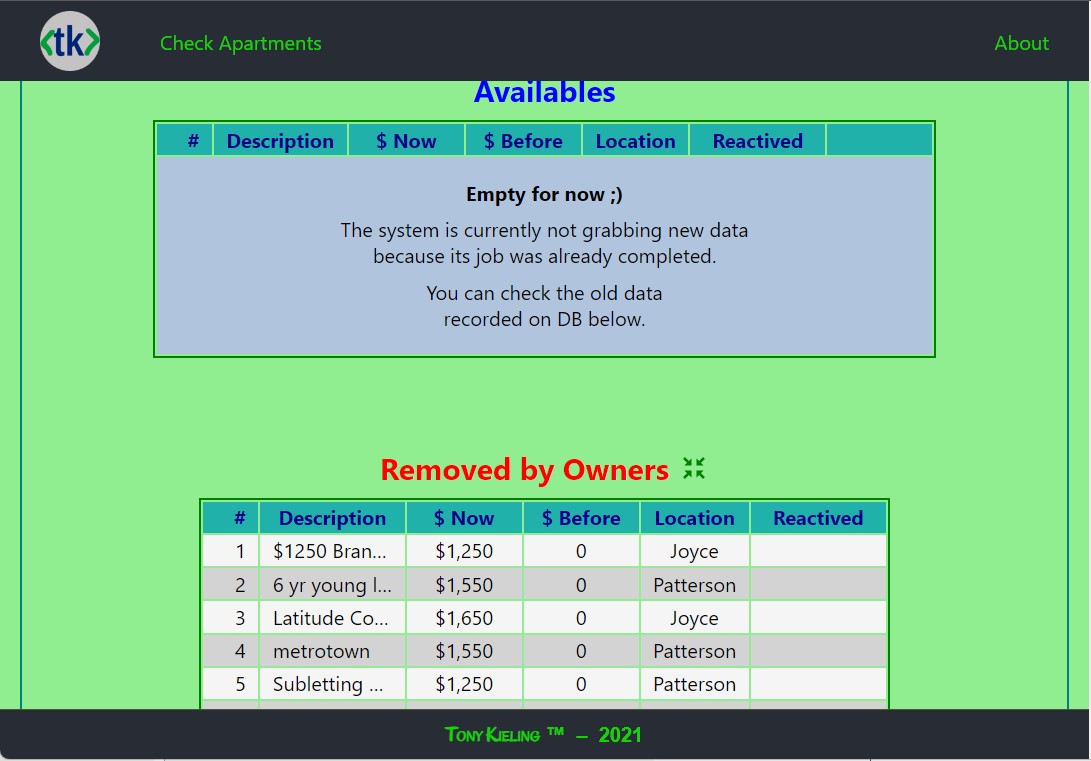 <tk>
Check Apartments
About
Availables
# Description $ Now $ Before Location Reactived
Empty for now ;)
The system is currently not grabbing new data
because its job was already completed.
You can check the old data
recorded on DB below.
Removed by Owners
# Description $ Now $ Before Location Reactived
1 $1250 Bran... $1,250 0 Joyce
2 6 yr young l... $1,550 0 Patterson
3 Latitude Co... $1,650 0 Joyce
4 metrotown $1,550 0 Patterson
5 Subletting ... $1,250 0 Patterson
Tony Kieling ™ – 2021